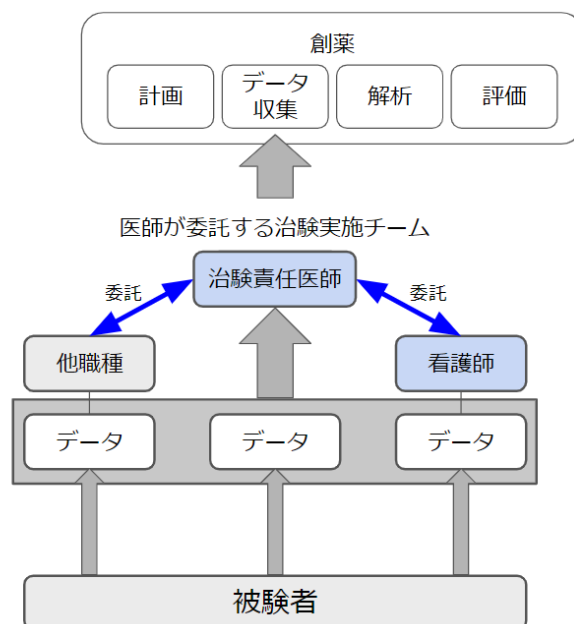 創薬
計画
データ
収集
解析
評価
医師が委託する治験実施チーム
治験責任医師
委託
委託
他職種
看護師
データ
データ
データ
被験者